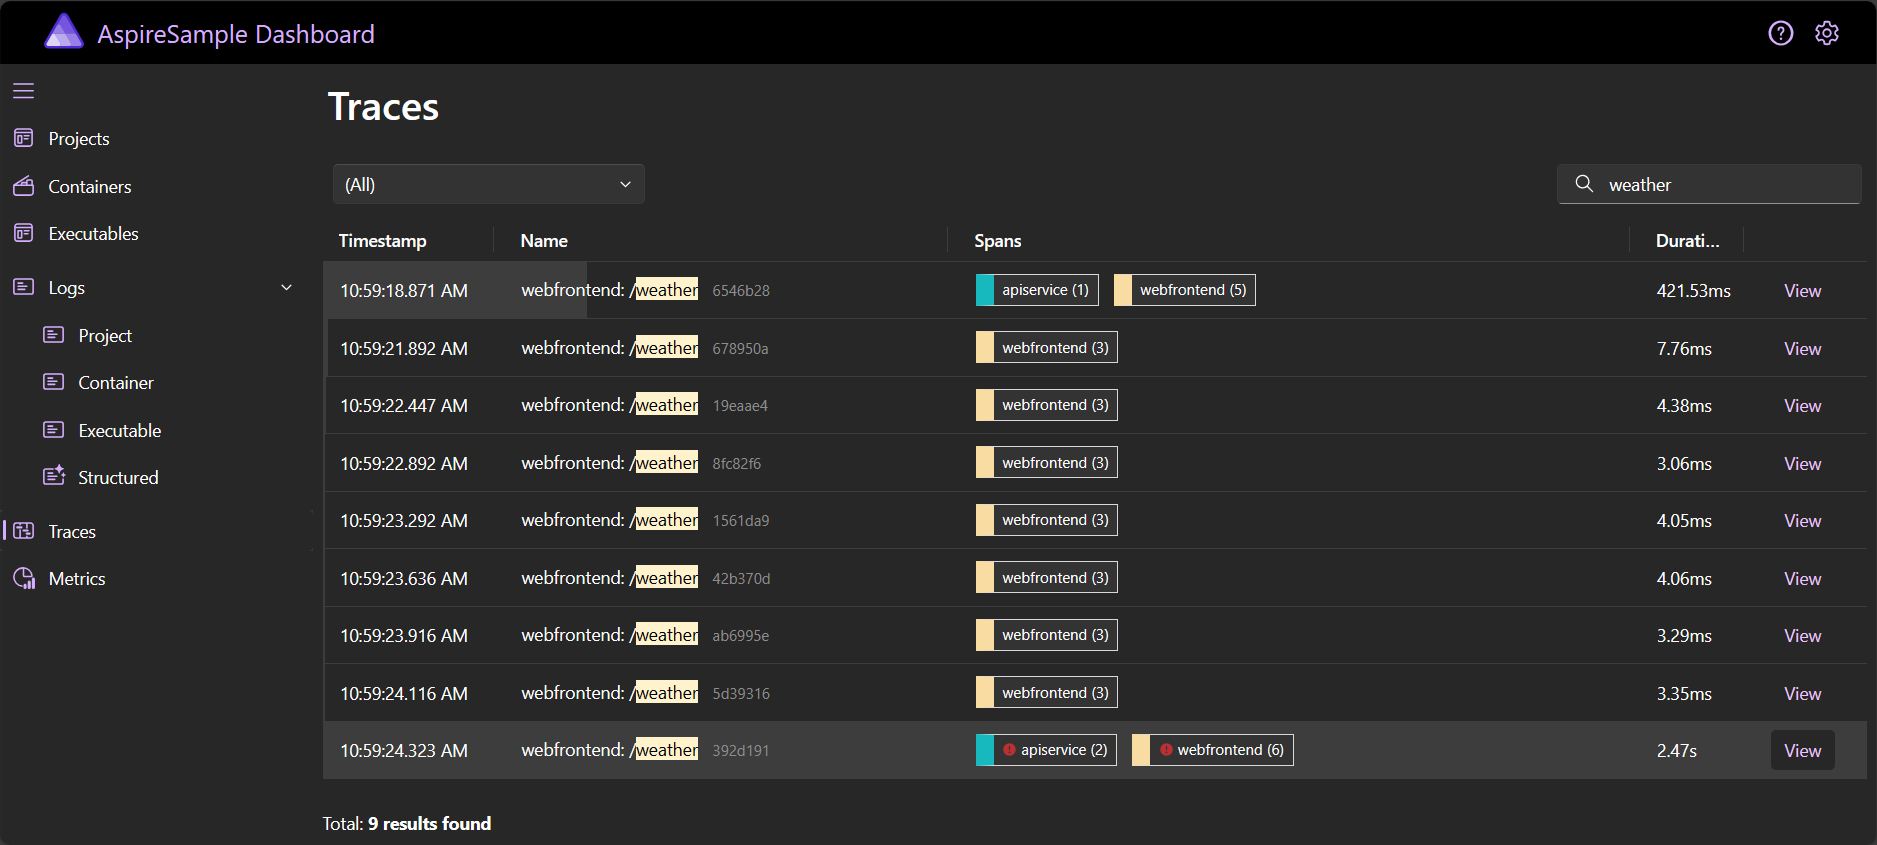 AspireSample Dashboard
Projects
Containers
Executables
Logs
Project
Container
Executable
Structured
Traces
Metrics
Traces
(All)
weather
Timestamp Name Spans Durati...
10:59:18.871 AM webfrontend: /weather 6546b28 apiservice (1) webfrontend (5) 421.53ms View
10:59:21.892 AM webfrontend: /weather 678950a webfrontend (3) 7.76ms View
10:59:22.447 AM webfrontend: /weather 19eaae4 webfrontend (3) 4.38ms View
10:59:22.892 AM webfrontend: /weather 8fc82f6 webfrontend (3) 3.06ms View
10:59:23.292 AM webfrontend: /weather 1561da9 webfrontend (3) 4.05ms View
10:59:23.636 AM webfrontend: /weather 42b370d webfrontend (3) 4.06ms View
10:59:23.916 AM webfrontend: /weather ab6995e webfrontend (3) 3.29ms View
10:59:24.116 AM webfrontend: /weather 5d39316 webfrontend (3) 3.35ms View
10:59:24.323 AM webfrontend: /weather 392d191 apiservice (2) webfrontend (6) 2.47s View
Total: 9 results found